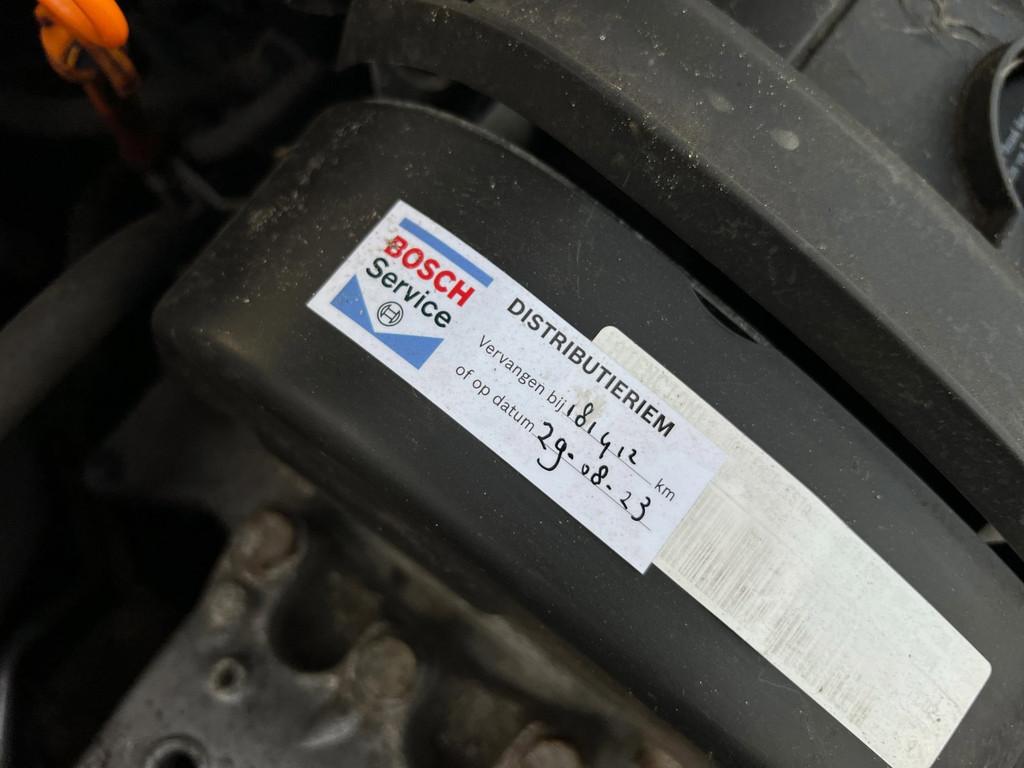 BOSCH
Service
DISTRIBUTIERIEM
Vervangen bij 181412 km
of op datum 29-08-23